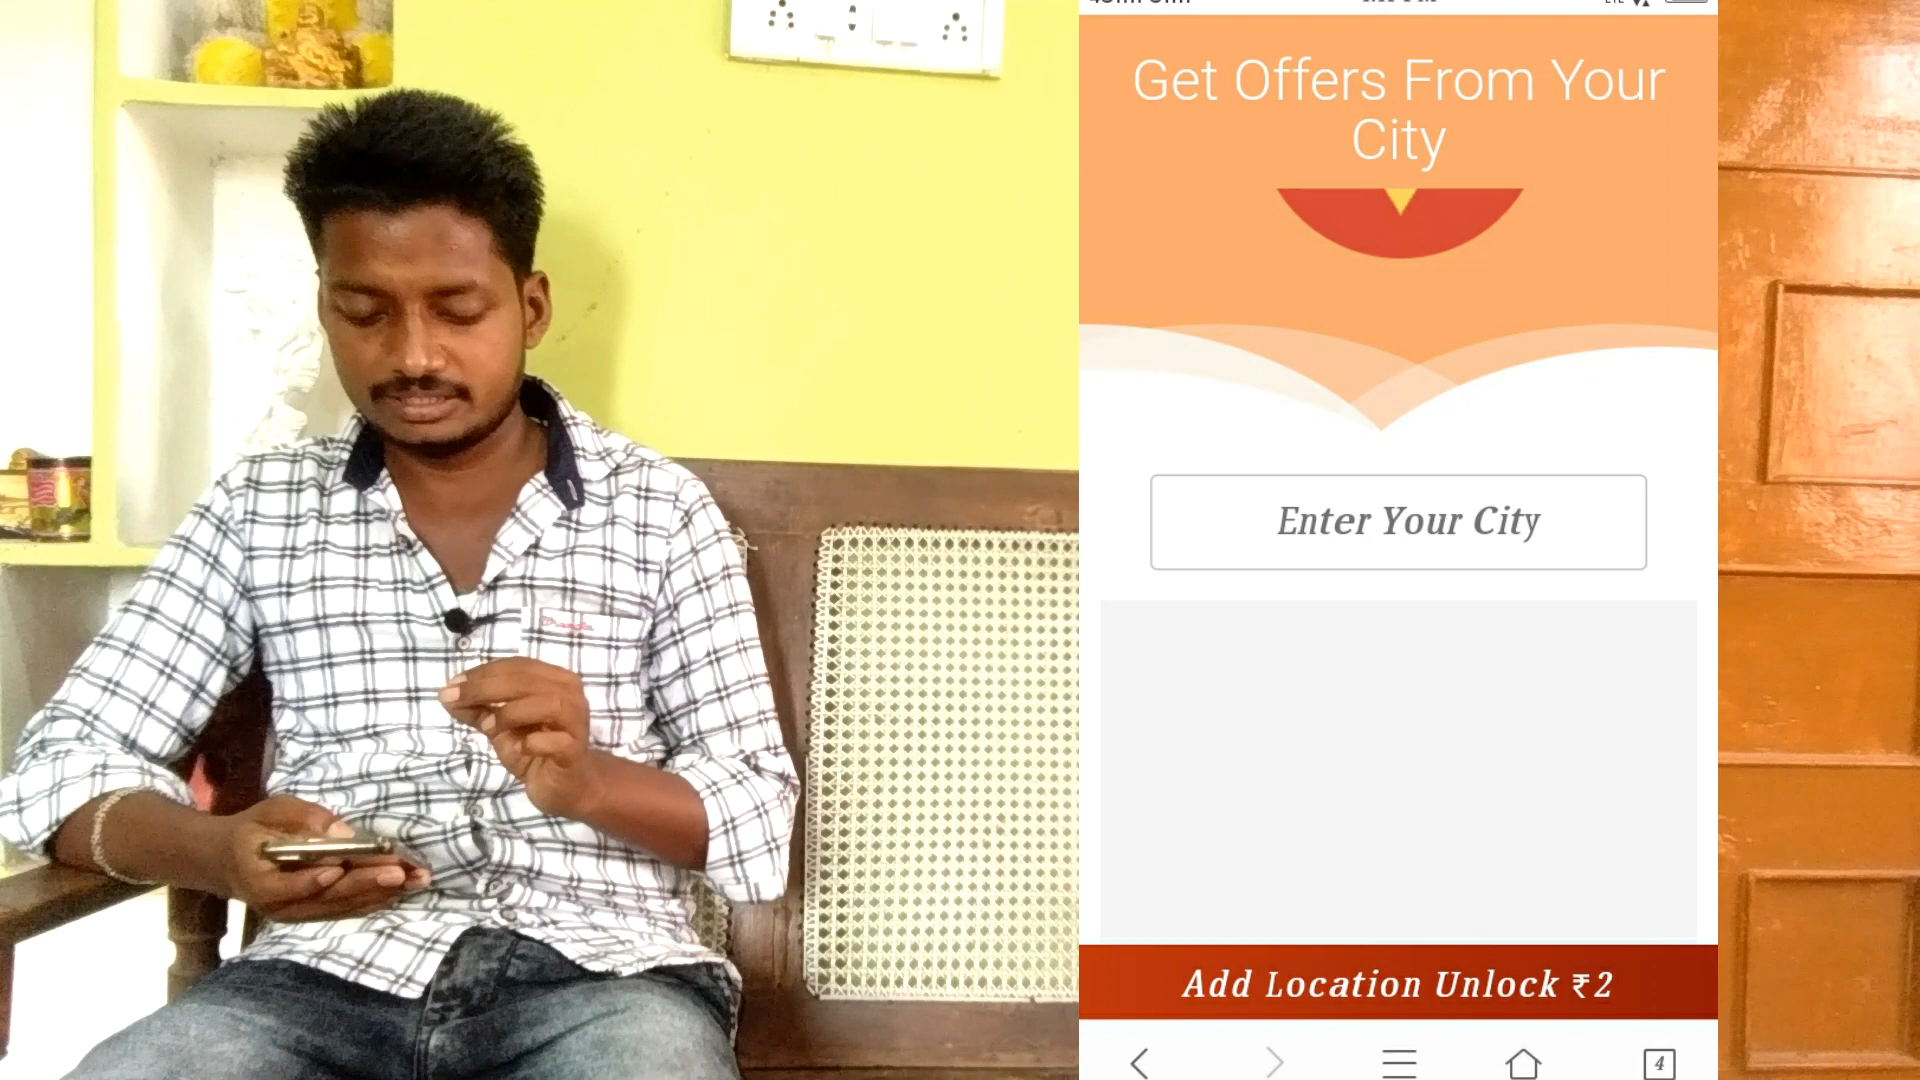 Get Offers From Your
City
Enter Your City
Add Location Unlock ₹2
4